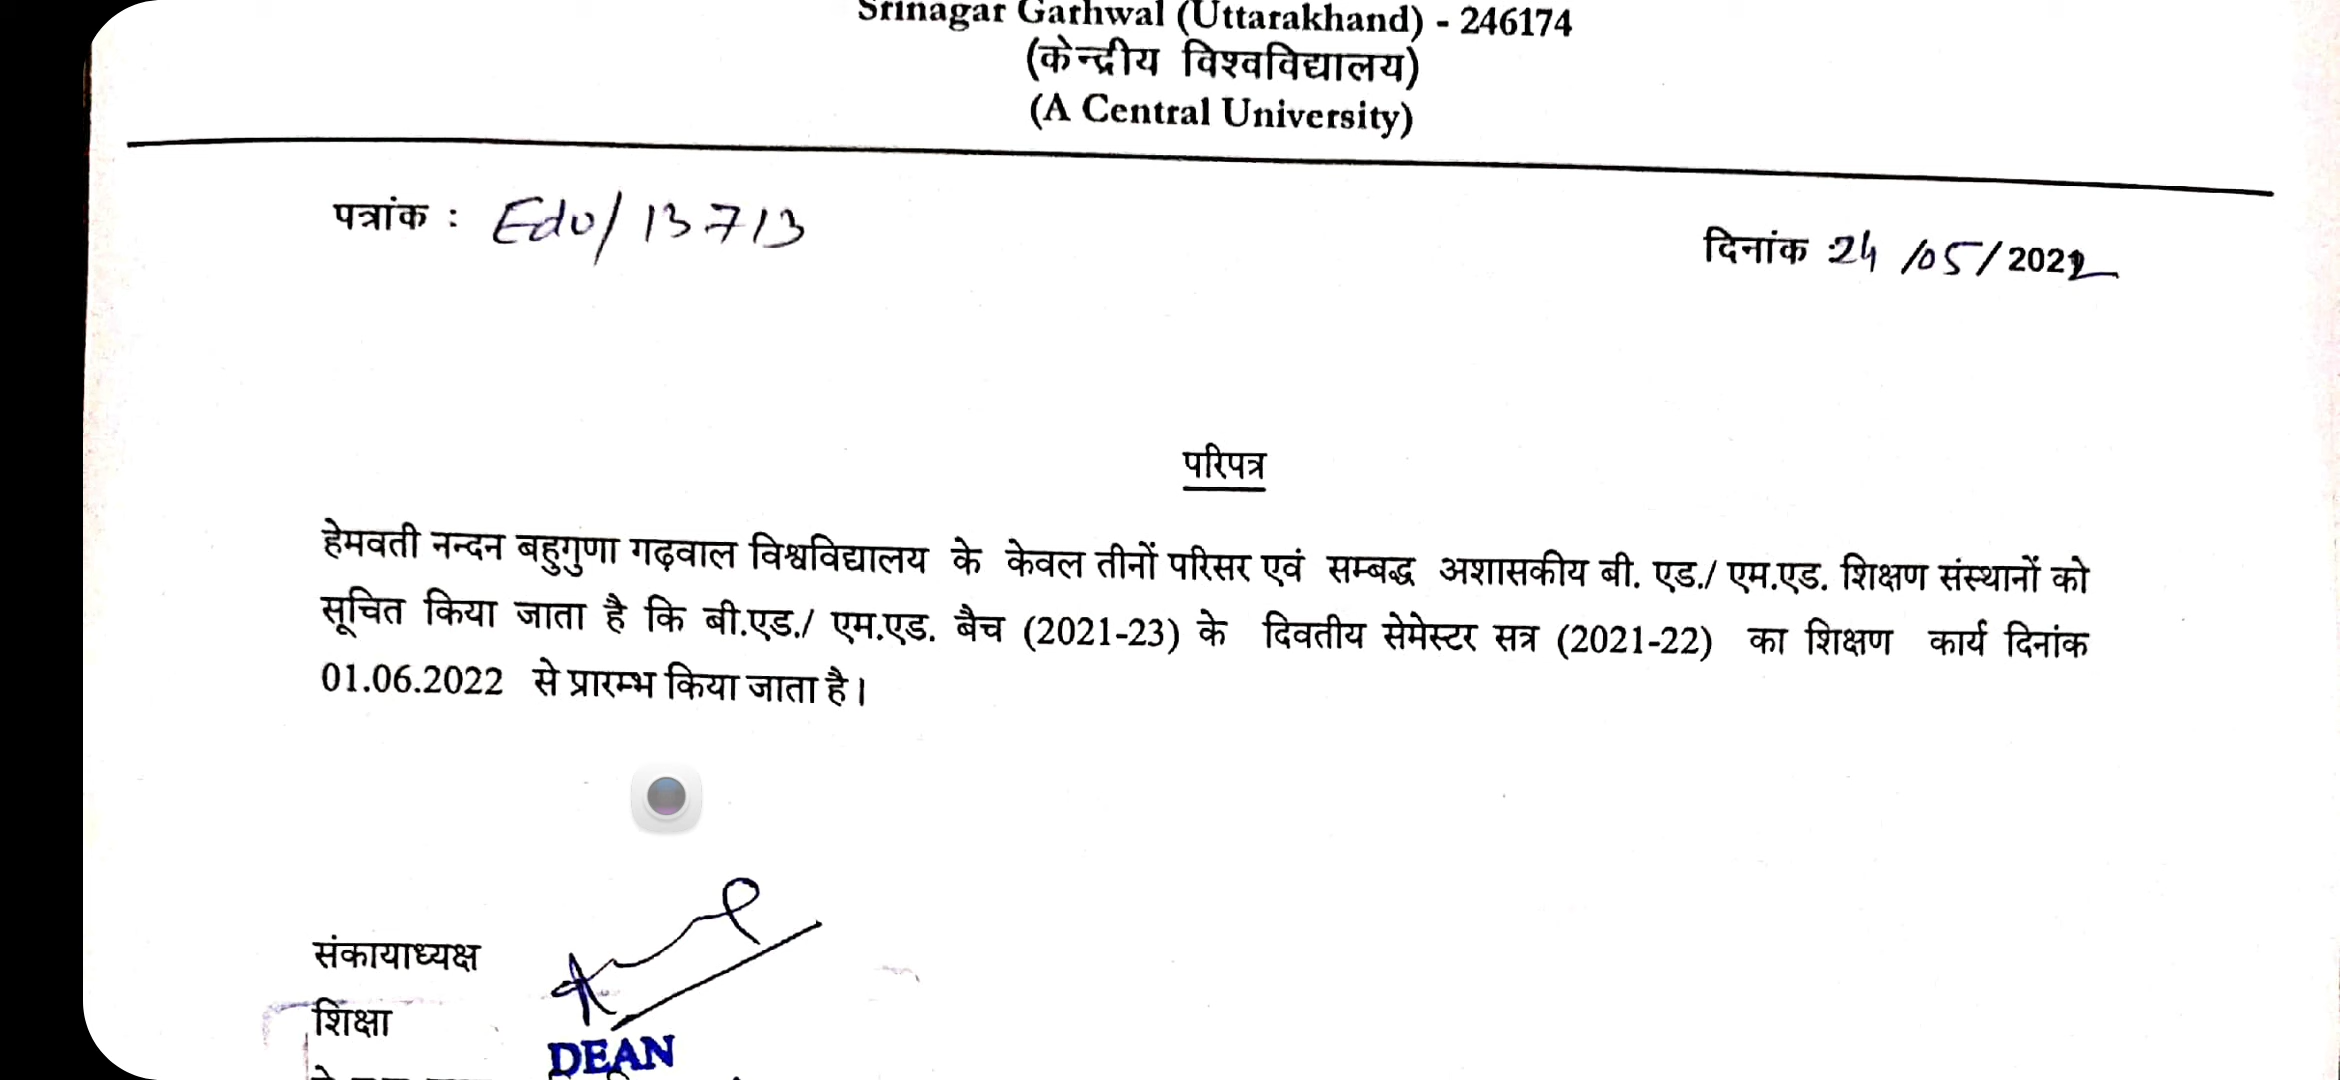 Srinagar Garhwal (Uttarakhand) - 246174
(केन्द्रीय विश्वविद्यालय)
(A Central University)
पत्रांक : Edu/13713
दिनांक :24/05/2022
परिपत्र
हेमवती नन्दन बहुगुणा गढ़वाल विश्वविद्यालय के केवल तीनों परिसर एवं सम्बद्ध अशासकीय बी. एड./ एम.एड. शिक्षण संस्थानों को
सूचित किया जाता है कि बी.एड./ एम.एड. बैच (2021-23) के दिवतीय सेमेस्टर सत्र (2021-22) का शिक्षण कार्य दिनांक
01.06.2022 से प्रारम्भ किया जाता है।
संकायाध्यक्ष
शिक्षा
DEAN